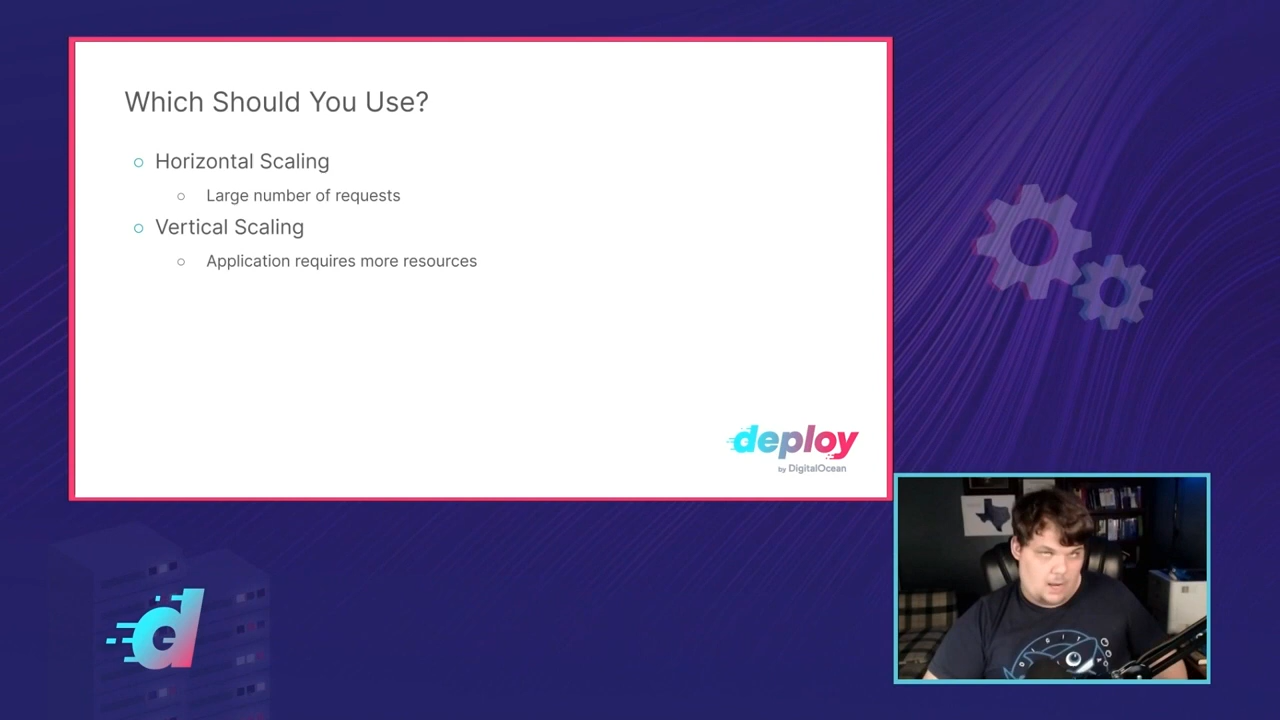 Which Should You Use?
Horizontal Scaling
Large number of requests
Vertical Scaling
Application requires more resources
deploy
by DigitalOcean
d